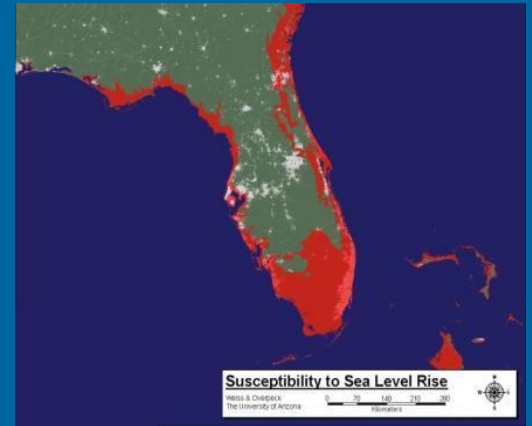 Susceptibility to Sea Level Rise
Weiss & Overpeck
The University of Arizona
0 70 140 210 280
Kilometers
N
W E
S